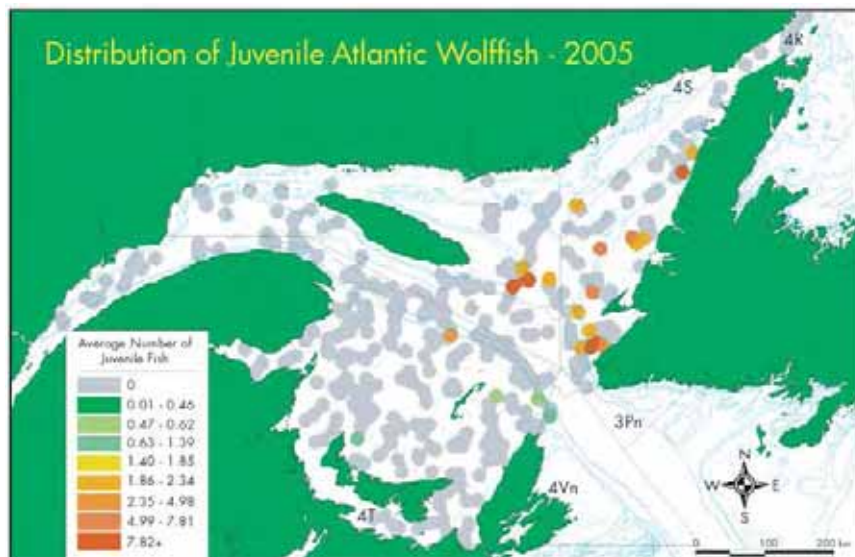 Distribution of Juvenile Atlantic Wolffish - 2005
4R
4S
Average Number of
Juvenile Fish
0
0.01 - 0.46
0.47 - 0.62
0.63 - 1.39
1.40 - 1.85
1.86 - 2.34
2.35 - 4.98
4.99 - 7.81
7.82+
3Pn
4Vn
4T
N
W E
S
0 100 200 km